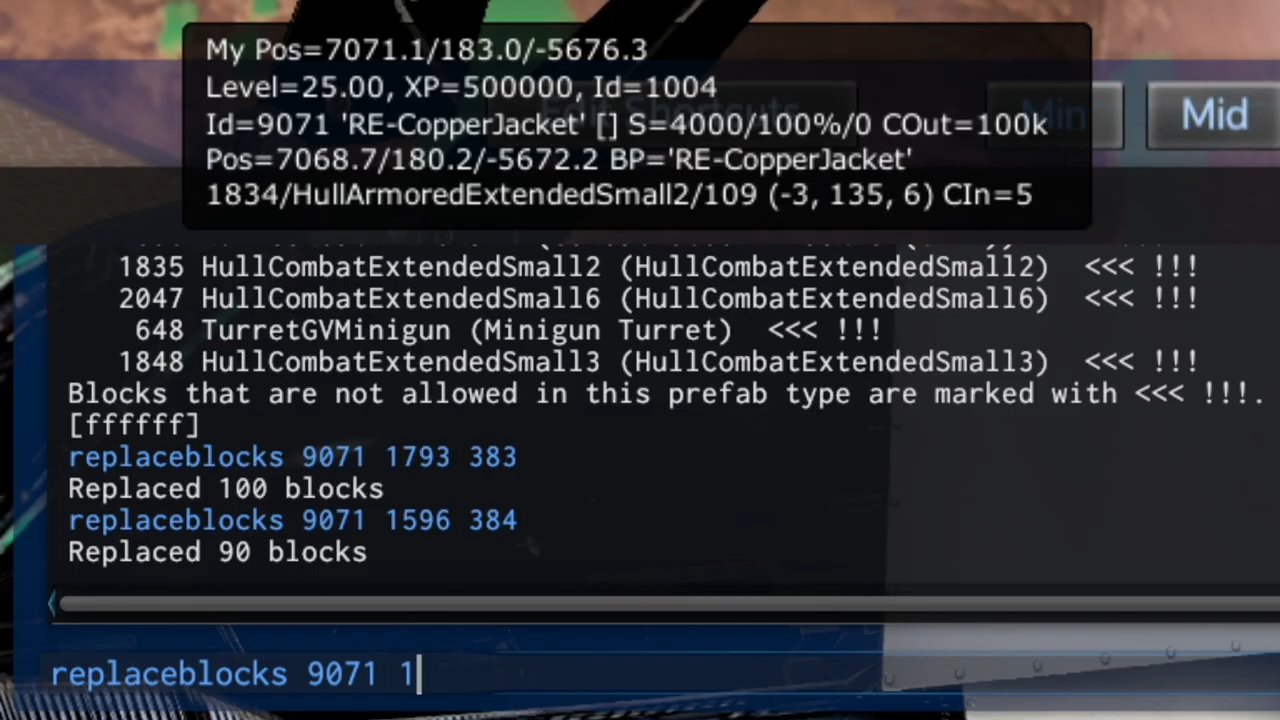 My Pos=7071.1/183.0/-5676.3
Level=25.00, XP=500000, Id=1004
Id=9071 'RE-CopperJacket' [] S=4000/100%/0 COut=100k
Pos=7068.7/180.2/-5672.2 BP='RE-CopperJacket'
1834/HullArmoredExtendedSmall2/109 (-3, 135, 6) CIn=5
Edit Shortcuts
Min
Mid
1835 HullCombatExtendedSmall2 (HullCombatExtendedSmall2) <<< !!!
2047 HullCombatExtendedSmall6 (HullCombatExtendedSmall6) <<< !!!
648 TurretGVMinigun (Minigun Turret) <<< !!!
1848 HullCombatExtendedSmall3 (HullCombatExtendedSmall3) <<< !!!
Blocks that are not allowed in this prefab type are marked with <<< !!!.
[ffffff]
replaceblocks 9071 1793 383
Replaced 100 blocks
replaceblocks 9071 1596 384
Replaced 90 blocks
replaceblocks 9071 1